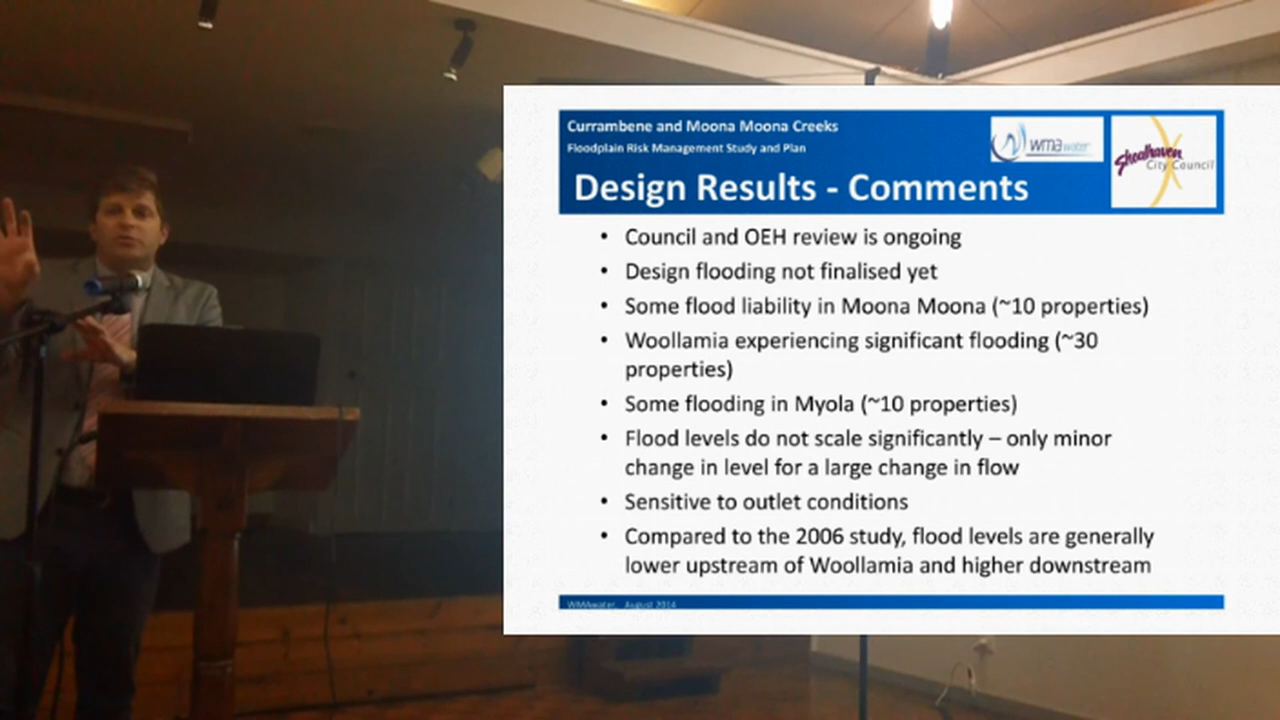 Currambene and Moona Moona Creeks
Floodplain Risk Management Study and Plan
wma water
Shoalhaven
City Council
Design Results - Comments
• Council and OEH review is ongoing
• Design flooding not finalised yet
• Some flood liability in Moona Moona (~10 properties)
• Woollamia experiencing significant flooding (~30
properties)
• Some flooding in Myola (~10 properties)
• Flood levels do not scale significantly – only minor
change in level for a large change in flow
• Sensitive to outlet conditions
• Compared to the 2006 study, flood levels are generally
lower upstream of Woollamia and higher downstream
WMAwater, August 2014